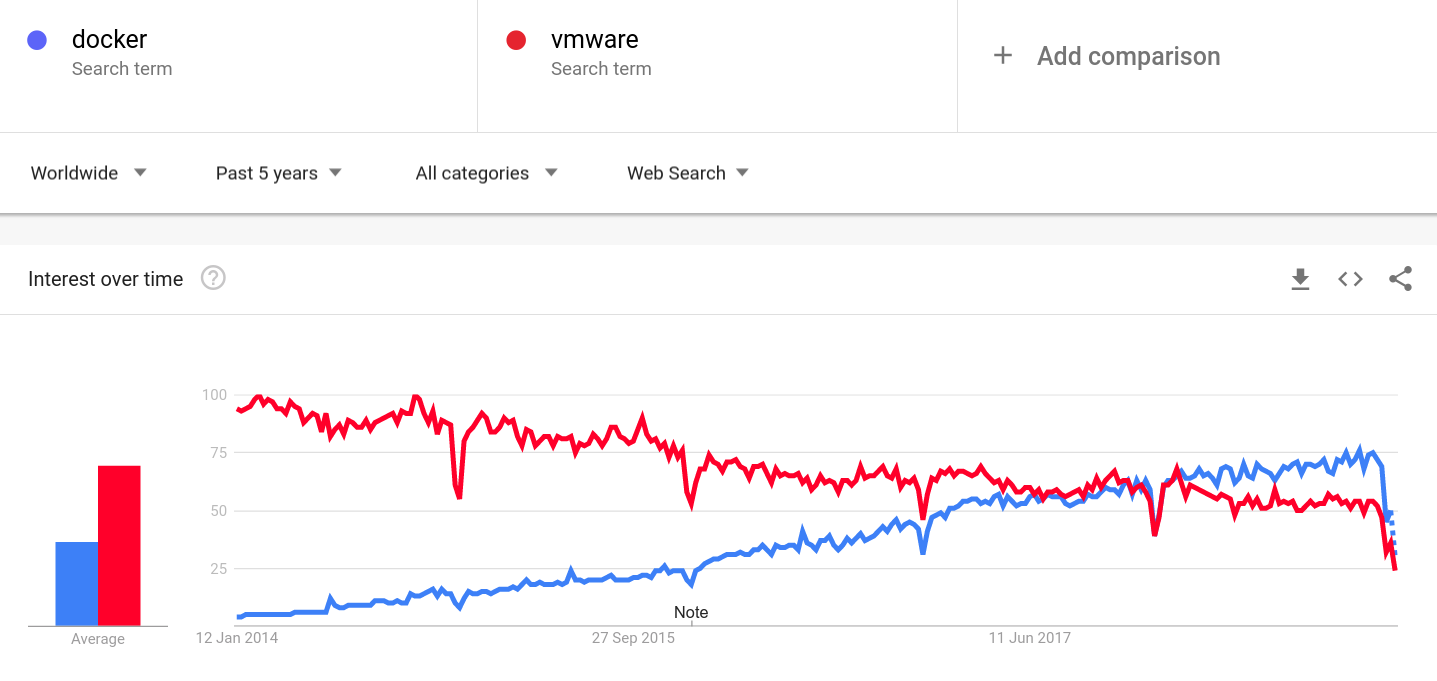 docker
Search term
vmware
Search term
+ Add comparison
Worldwide
Past 5 years
All categories
Web Search
Interest over time
?
100
75
50
25
Note
Average
12 Jan 2014
27 Sep 2015
11 Jun 2017